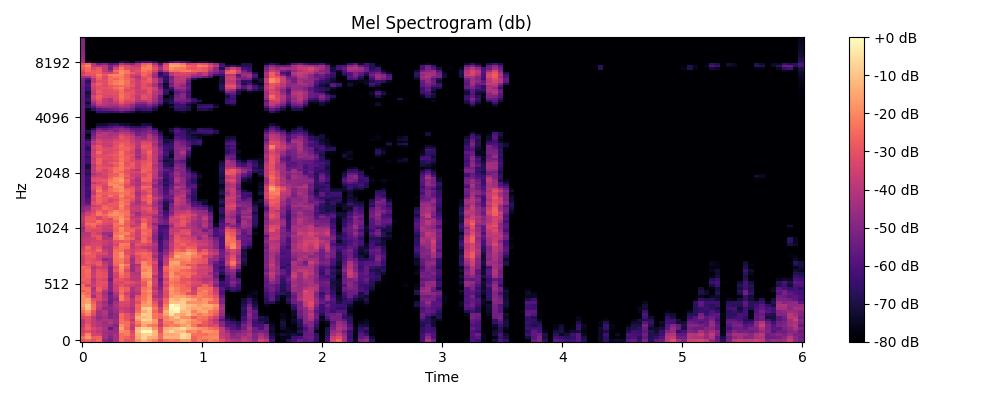 Mel Spectrogram (db)
Hz
8192
4096
2048
1024
512
0
0 1 2 3 4 5 6
Time
+0 dB
-10 dB
-20 dB
-30 dB
-40 dB
-50 dB
-60 dB
-70 dB
-80 dB